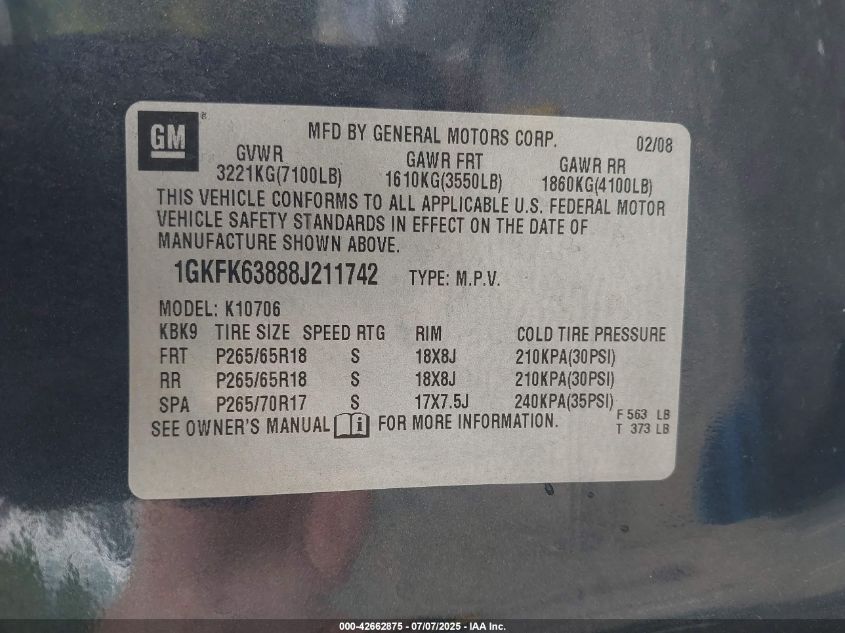 GM ®
MFD BY GENERAL MOTORS CORP. 02/08
GVWR GAWR FRT GAWR RR
3221KG(7100LB) 1610KG(3550LB) 1860KG(4100LB)
THIS VEHICLE CONFORMS TO ALL APPLICABLE U.S. FEDERAL MOTOR
VEHICLE SAFETY STANDARDS IN EFFECT ON THE DATE OF
MANUFACTURE SHOWN ABOVE.
1GKFK63888J211742 TYPE: M.P.V.
MODEL: K10706
KBK9 TIRE SIZE SPEED RTG RIM COLD TIRE PRESSURE
FRT P265/65R18 S 18X8J 210KPA(30PSI)
RR P265/65R18 S 18X8J 210KPA(30PSI)
SPA P265/70R17 S 17X7.5J 240KPA(35PSI)
SEE OWNER'S MANUAL i FOR MORE INFORMATION.
F 563 LB
T 373 LB
000-42662875 - 07/07/2025 - IAA Inc.